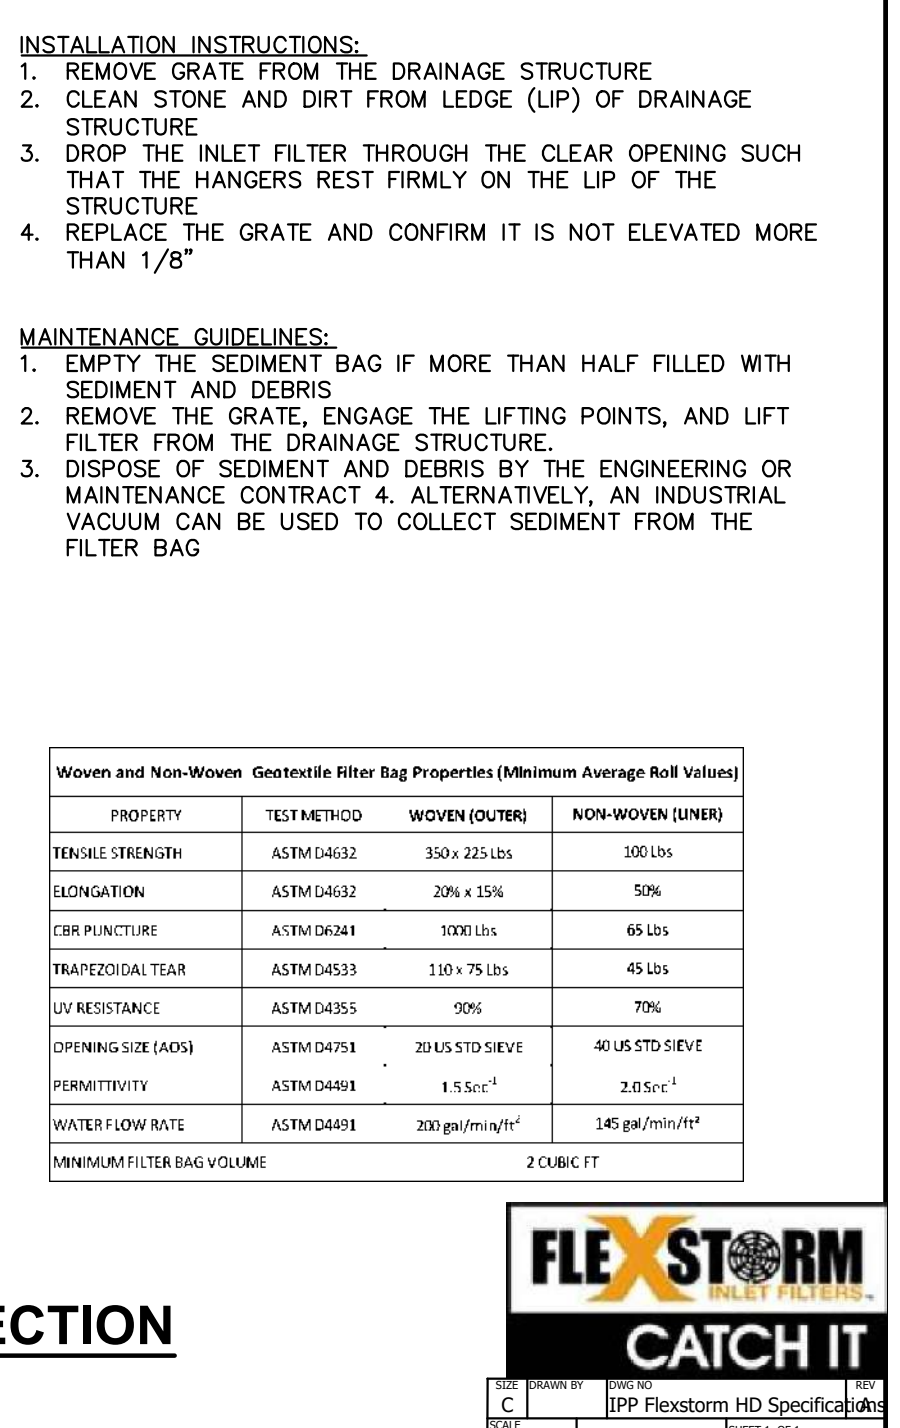 INSTALLATION INSTRUCTIONS:
1. REMOVE GRATE FROM THE DRAINAGE STRUCTURE
2. CLEAN STONE AND DIRT FROM LEDGE (LIP) OF DRAINAGE
STRUCTURE
3. DROP THE INLET FILTER THROUGH THE CLEAR OPENING SUCH
THAT THE HANGERS REST FIRMLY ON THE LIP OF THE
STRUCTURE
4. REPLACE THE GRATE AND CONFIRM IT IS NOT ELEVATED MORE
THAN 1/8”
MAINTENANCE GUIDELINES:
1. EMPTY THE SEDIMENT BAG IF MORE THAN HALF FILLED WITH
SEDIMENT AND DEBRIS
2. REMOVE THE GRATE, ENGAGE THE LIFTING POINTS, AND LIFT
FILTER FROM THE DRAINAGE STRUCTURE.
3. DISPOSE OF SEDIMENT AND DEBRIS BY THE ENGINEERING OR
MAINTENANCE CONTRACT 4. ALTERNATIVELY, AN INDUSTRIAL
VACUUM CAN BE USED TO COLLECT SEDIMENT FROM THE
FILTER BAG
Woven and Non-Woven Geotextile Filter Bag Properties (Minimum Average Roll Values)
PROPERTY TEST METHOD WOVEN (OUTER) NON-WOVEN (LINER)
TENSILE STRENGTH ASTM D4632 350 x 225 Lbs 100 Lbs
ELONGATION ASTM D4632 20% x 15% 50%
CBR PUNCTURE ASTM D6241 1000 Lbs 65 Lbs
TRAPEZOIDAL TEAR ASTM D4533 110 x 75 Lbs 45 Lbs
UV RESISTANCE ASTM D4355 90% 70%
OPENING SIZE (AOS) ASTM D4751 20 US STD SIEVE 40 US STD SIEVE
PERMITTIVITY ASTM D4491 1.5 Sec⁻¹ 2.0 Sec⁻¹
WATER FLOW RATE ASTM D4491 200 gal/min/ft² 145 gal/min/ft²
MINIMUM FILTER BAG VOLUME 2 CUBIC FT
FLEXSTORM
INLET FILTERS
CATCH IT
ECTION
SIZE DRAWN BY DWG NO REV
C IPP Flexstorm HD Specifications A
SCALE SHEET 1 OF 1